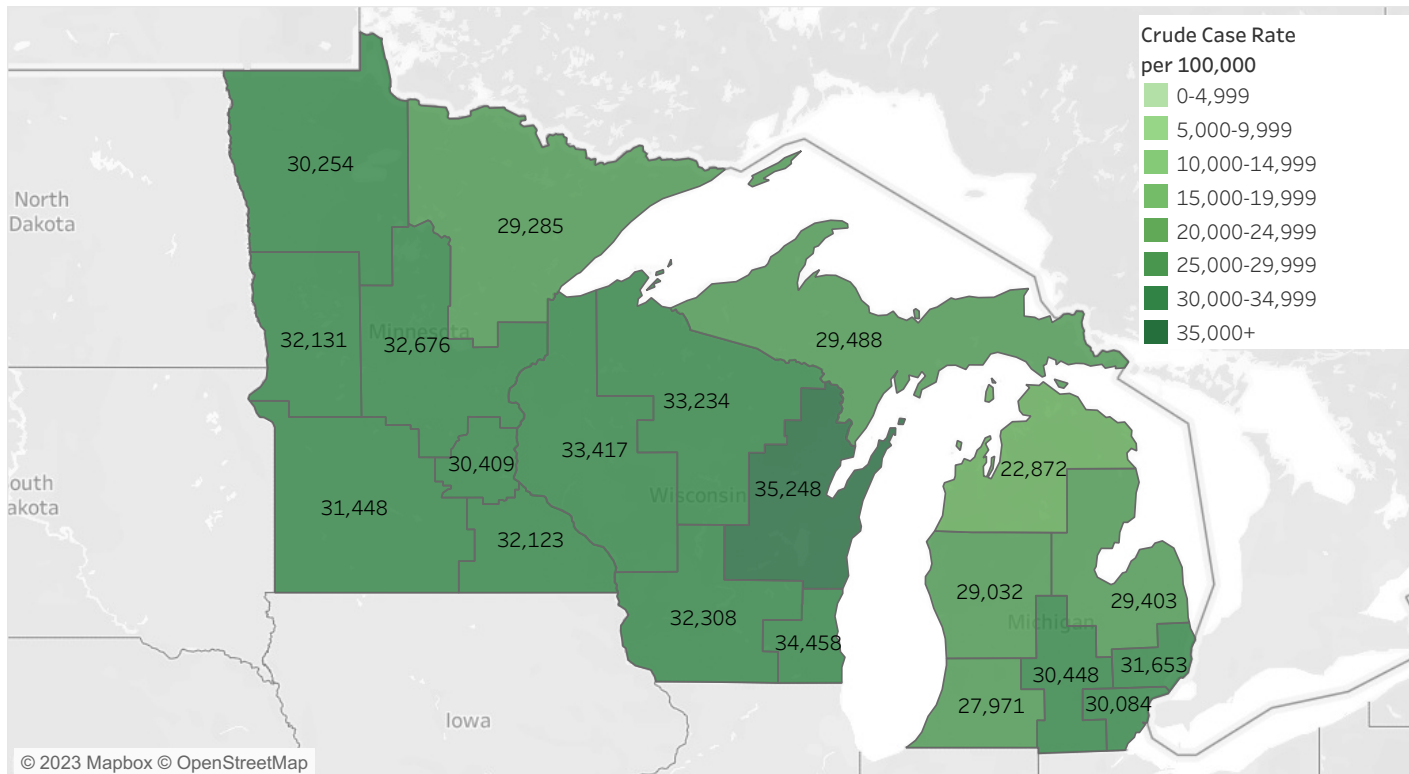 Crude Case Rate
per 100,000
0-4,999
5,000-9,999
10,000-14,999
15,000-19,999
20,000-24,999
25,000-29,999
30,000-34,999
35,000+
30,254
North
Dakota
29,285
Minnesota
32,131
32,676
29,488
33,234
33,417
30,409
22,872
outh
akota
31,448
Wisconsin
35,248
32,123
29,032
29,403
Michigan
32,308
34,458
30,448
31,653
27,971
30,084
Iowa
© 2023 Mapbox © OpenStreetMap